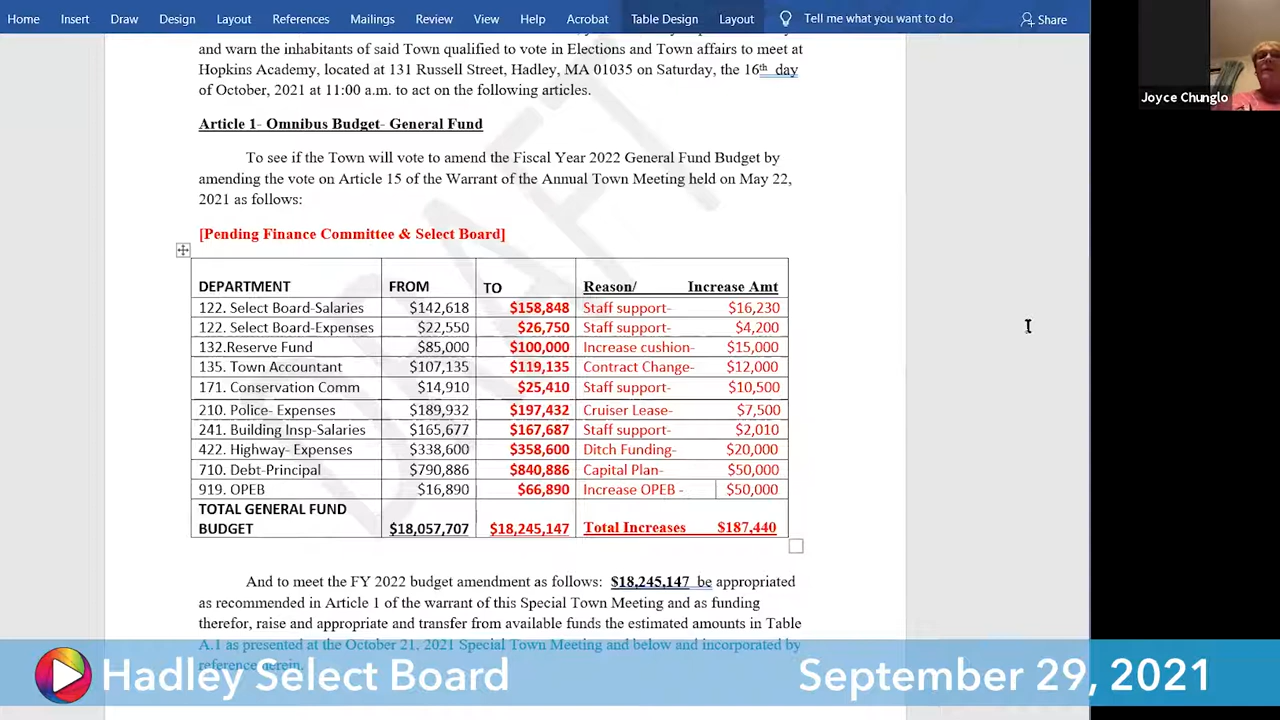 Home Insert Draw Design Layout References Mailings Review View Help Acrobat Table Design Layout Tell me what you want to do Share
and warn the inhabitants of said Town qualified to vote in Elections and Town affairs to meet at
Hopkins Academy, located at 131 Russell Street, Hadley, MA 01035 on Saturday, the 16th day
of October, 2021 at 11:00 a.m. to act on the following articles.
Joyce Chunglo
Article 1- Omnibus Budget- General Fund
To see if the Town will vote to amend the Fiscal Year 2022 General Fund Budget by
amending the vote on Article 15 of the Warrant of the Annual Town Meeting held on May 22,
2021 as follows:
[Pending Finance Committee & Select Board]
DEPARTMENT FROM TO Reason/ Increase Amt
122. Select Board-Salaries $142,618 $158,848 Staff support- $16,230
122. Select Board-Expenses $22,550 $26,750 Staff support- $4,200
132.Reserve Fund $85,000 $100,000 Increase cushion- $15,000
135. Town Accountant $107,135 $119,135 Contract Change- $12,000
171. Conservation Comm $14,910 $25,410 Staff support- $10,500
210. Police- Expenses $189,932 $197,432 Cruiser Lease- $7,500
241. Building Insp-Salaries $165,677 $167,687 Staff support- $2,010
422. Highway- Expenses $338,600 $358,600 Ditch Funding- $20,000
710. Debt-Principal $790,886 $840,886 Capital Plan- $50,000
919. OPEB $16,890 $66,890 Increase OPEB - $50,000
TOTAL GENERAL FUND
BUDGET $18,057,707 $18,245,147 Total Increases $187,440
And to meet the FY 2022 budget amendment as follows: $18,245,147 be appropriated
as recommended in Article 1 of the warrant of this Special Town Meeting and as funding
therefor, raise and appropriate and transfer from available funds the estimated amounts in Table
A.1 as presented at the October 21, 2021 Special Town Meeting and below and incorporated by
reference herein.
DRAFT
Hadley Select Board September 29, 2021